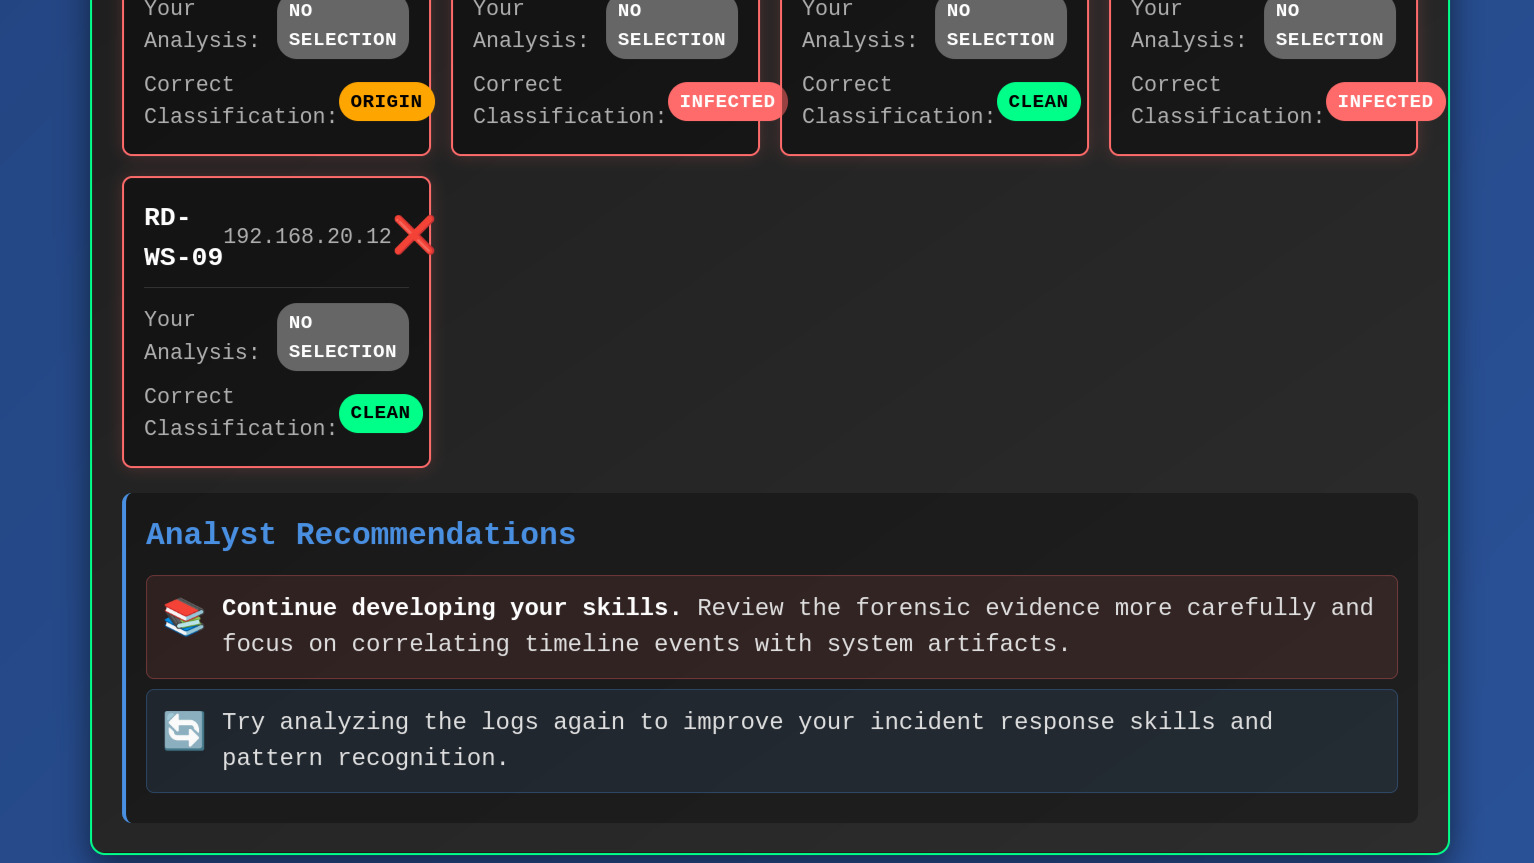 Your
Analysis:
NO
SELECTION
Correct
Classification:
ORIGIN
Your
Analysis:
NO
SELECTION
Correct
Classification:
INFECTED
Your
Analysis:
NO
SELECTION
Correct
Classification:
CLEAN
Your
Analysis:
NO
SELECTION
Correct
Classification:
INFECTED
RD-
WS-09
192.168.20.12
Your
Analysis:
NO
SELECTION
Correct
Classification:
CLEAN
Analyst Recommendations
Continue developing your skills. Review the forensic evidence more carefully and
focus on correlating timeline events with system artifacts.
Try analyzing the logs again to improve your incident response skills and
pattern recognition.